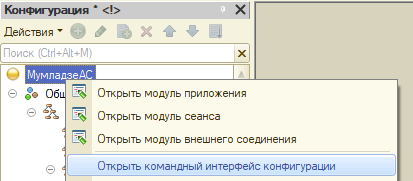 Конфигурация * <!>
Действия
Поиск (Ctrl+Alt+M)
МумладзеАС
Общ
Открыть модуль приложения
Открыть модуль сеанса
Открыть модуль внешнего соединения
Открыть командный интерфейс конфигурации